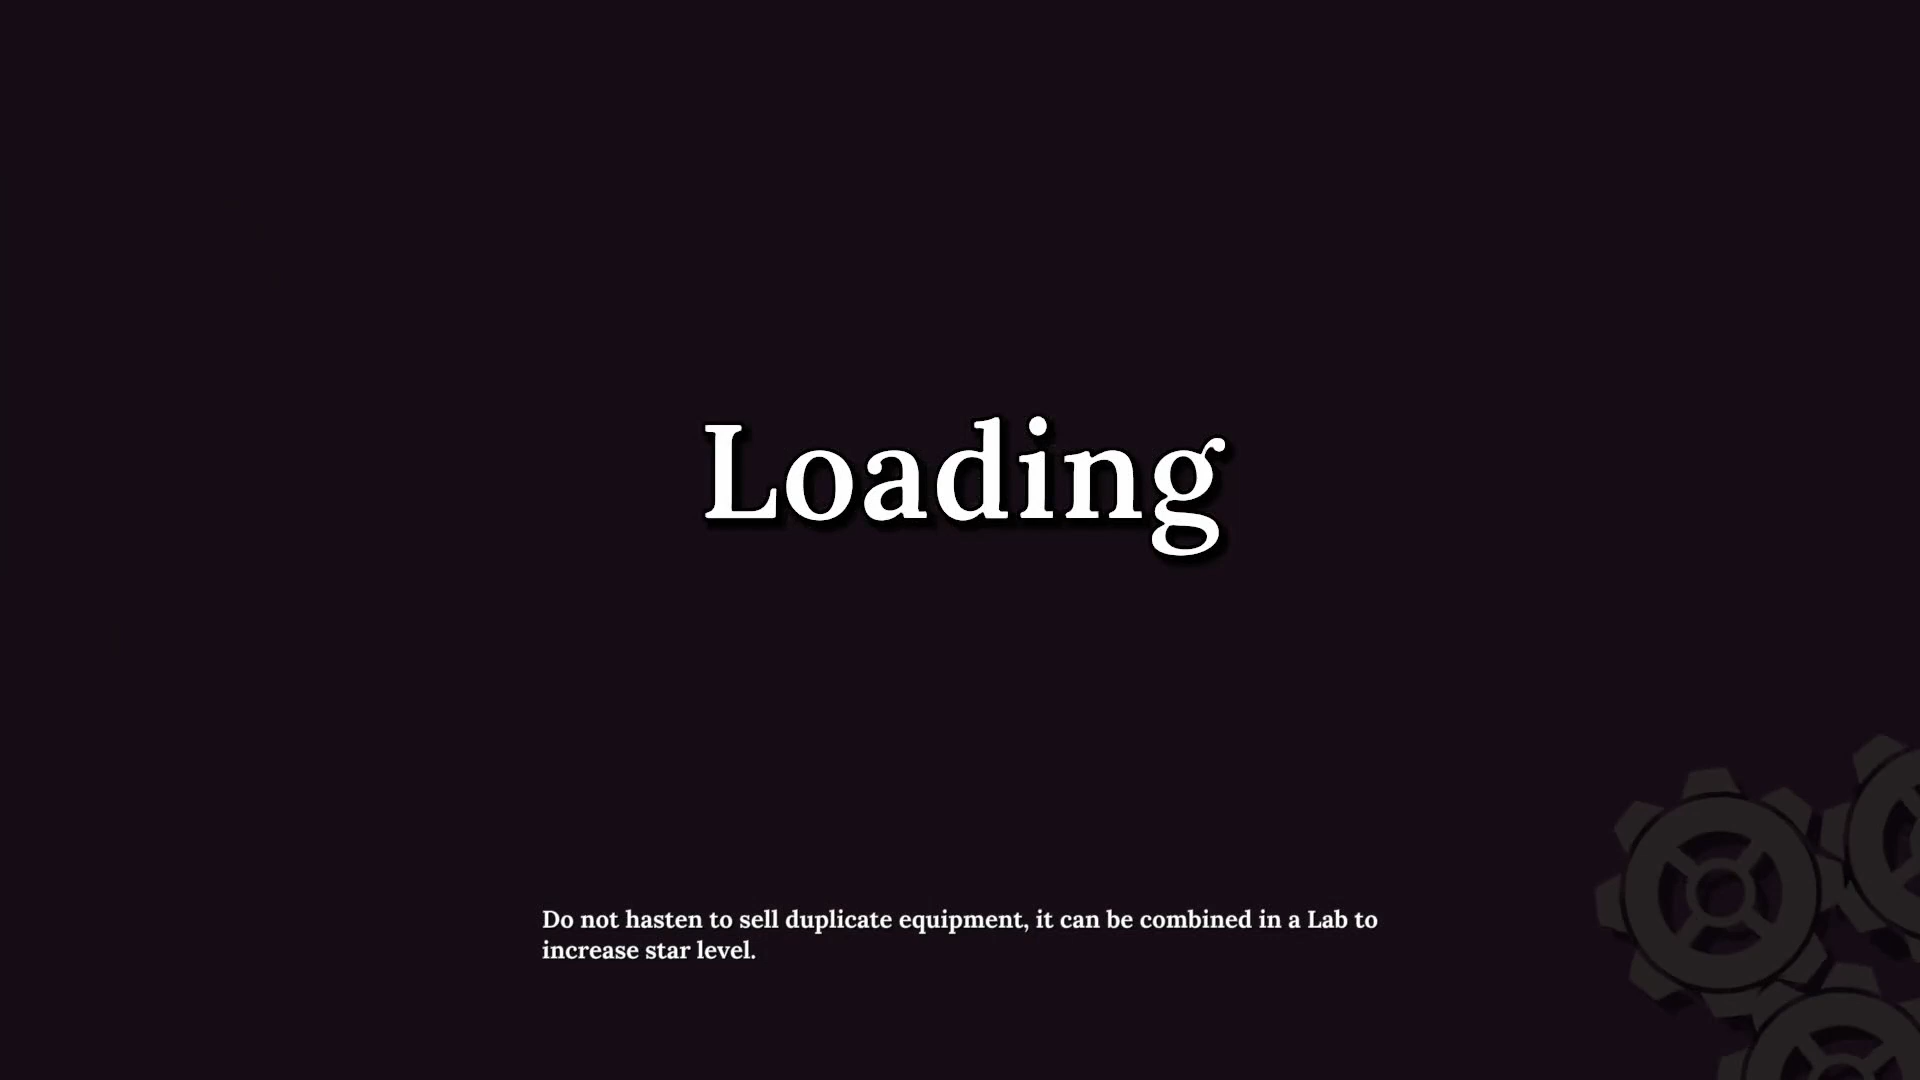 Loading
Do not hasten to sell duplicate equipment, it can be combined in a Lab to
increase star level.